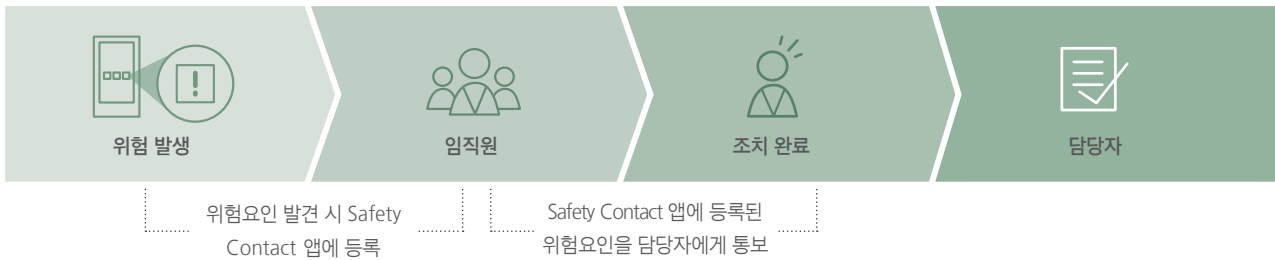 위험 발생
임직원
조치 완료
담당자
위험요인 발견 시 Safety
Contact 앱에 등록
Safety Contact 앱에 등록된
위험요인을 담당자에게 통보